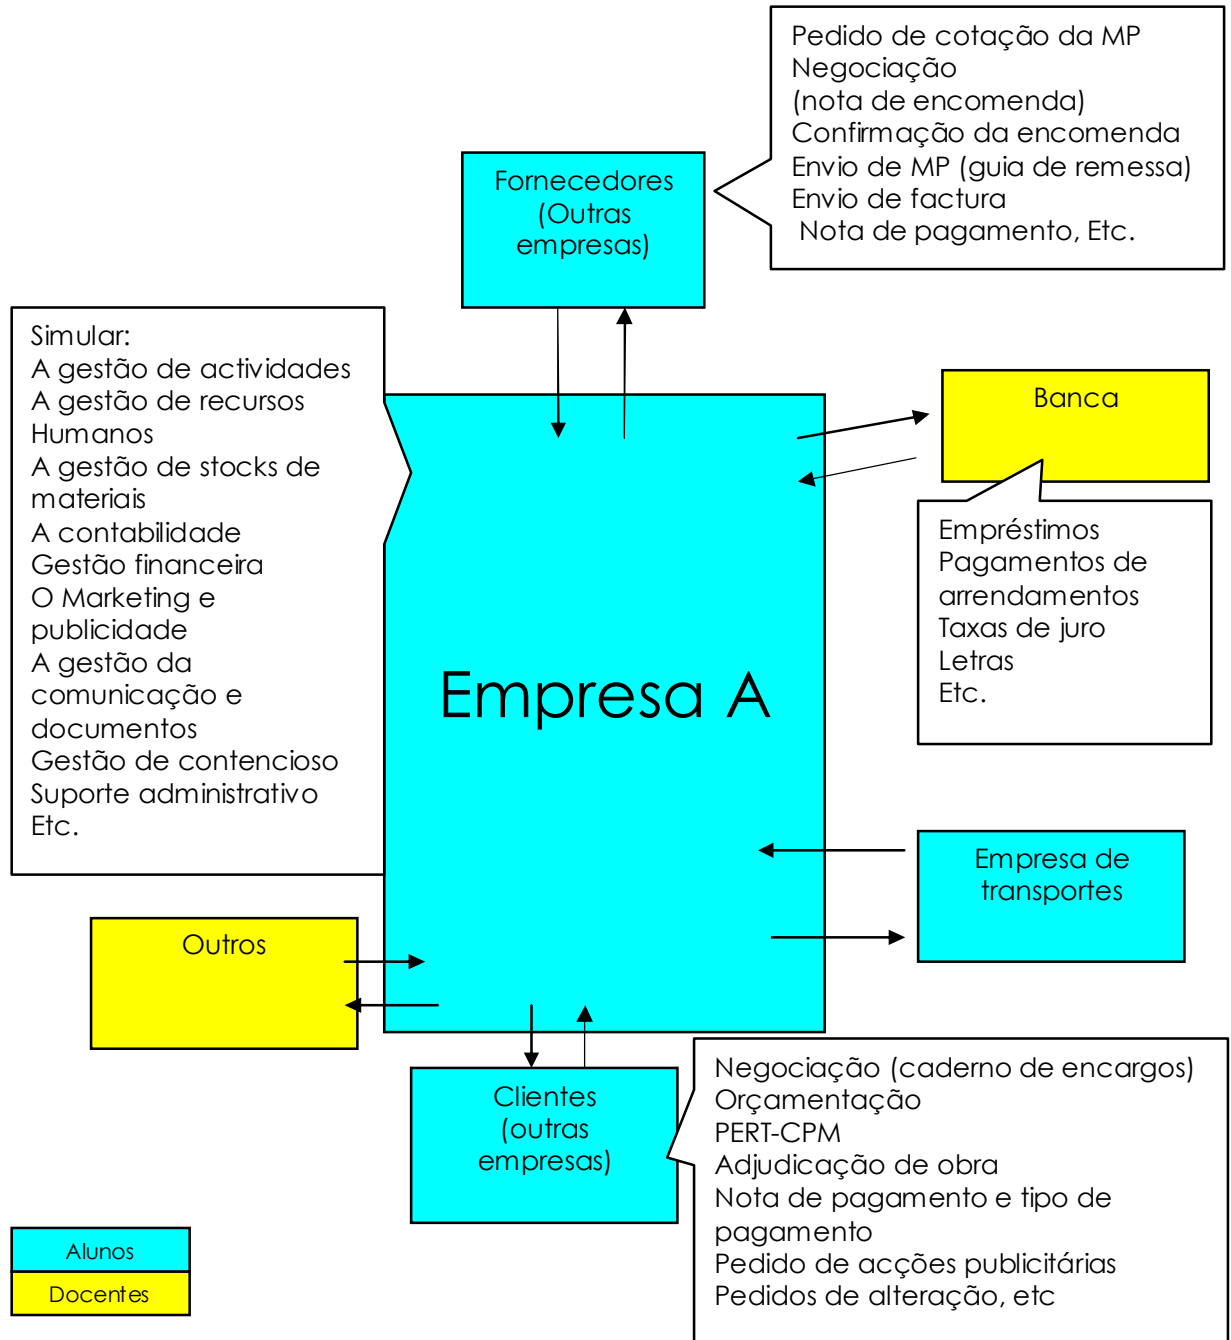 Pedido de cotação da MP
Negociação
(nota de encomenda)
Confirmação da encomenda
Envio de MP (guia de remessa)
Envio de factura
Nota de pagamento, Etc.
Fornecedores
(Outras
empresas)
Simular:
A gestão de actividades
A gestão de recursos
Humanos
A gestão de stocks de
materiais
A contabilidade
Gestão financeira
O Marketing e
publicidade
A gestão da
comunicação e
documentos
Gestão de contencioso
Suporte administrativo
Etc.
Banca
Empréstimos
Pagamentos de
arrendamentos
Taxas de juro
Letras
Etc.
Empresa A
Empresa de
transportes
Outros
Clientes
(outras
empresas)
Negociação (caderno de encargos)
Orçamentação
PERT-CPM
Adjudicação de obra
Nota de pagamento e tipo de
pagamento
Pedido de acções publicitárias
Pedidos de alteração, etc
Alunos
Docentes